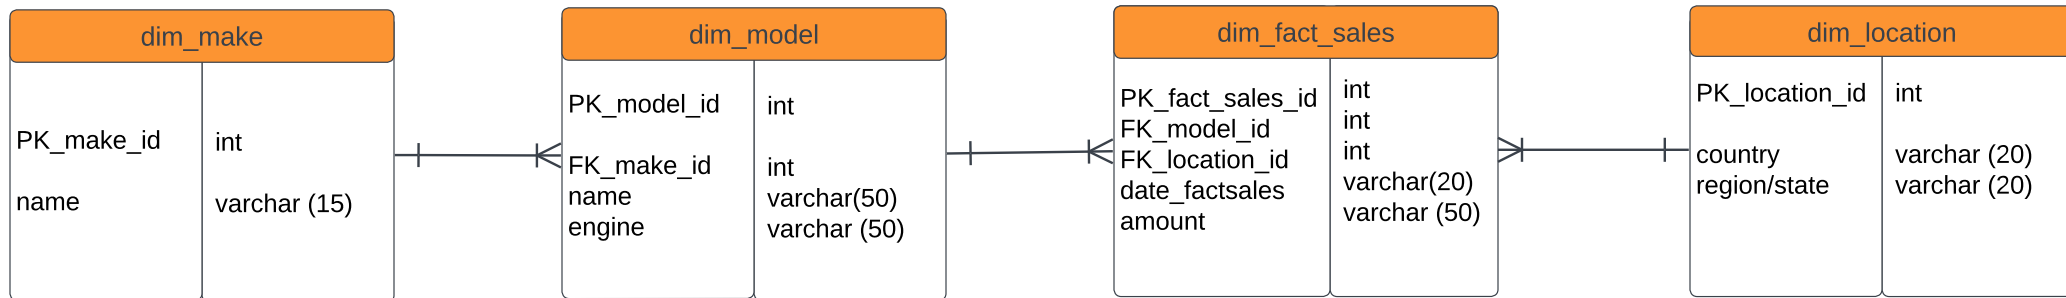 dim_make
PK_make_id int
name varchar (15)
dim_model
PK_model_id int
FK_make_id int
name varchar(50)
engine varchar (50)
dim_fact_sales
PK_fact_sales_id int
FK_model_id int
FK_location_id int
date_factsales varchar(20)
amount varchar (50)
dim_location
PK_location_id int
country varchar (20)
region/state varchar (20)